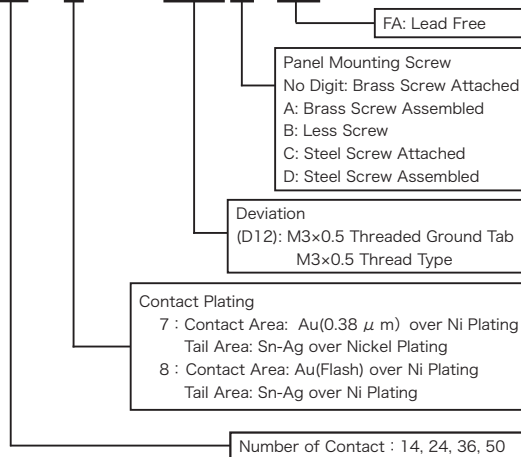 FA: Lead Free
Panel Mounting Screw
No Digit: Brass Screw Attached
A: Brass Screw Assembled
B: Less Screw
C: Steel Screw Attached
D: Steel Screw Assembled
Deviation
(D12): M3×0.5 Threaded Ground Tab
M3×0.5 Thread Type
Contact Plating
7：Contact Area: Au(0.38 μ m）over Ni Plating
Tail Area: Sn-Ag over Nickel Plating
8：Contact Area: Au(Flash) over Ni Plating
Tail Area: Sn-Ag over Ni Plating
Number of Contact：14, 24, 36, 50